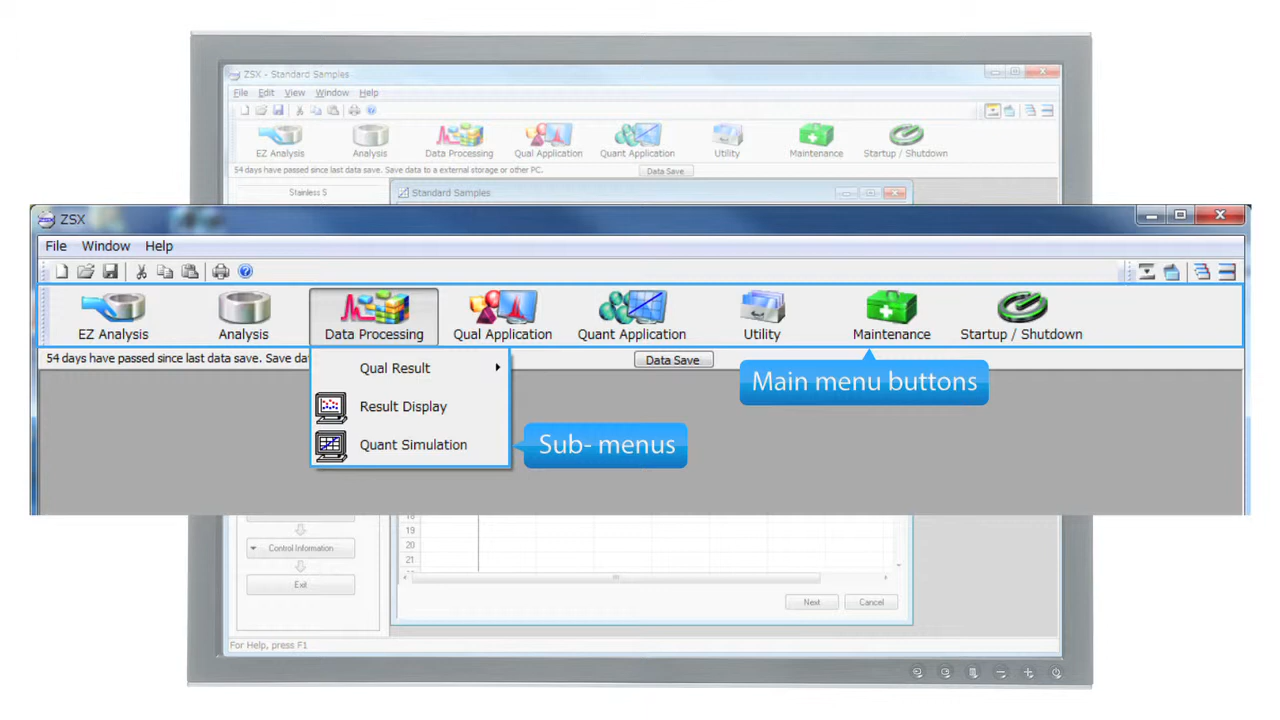 ZSX - Standard Samples
File Edit View Window Help
EZ Analysis Analysis Data Processing Qual Application Quant Application Utility Maintenance Startup / Shutdown
54 days have passed since last data save. Save data to a external storage or other PC. Data Save
Stainless S
Standard Samples
ZSX
File Window Help
EZ Analysis Analysis Data Processing Qual Application Quant Application Utility Maintenance Startup / Shutdown
54 days have passed since last data save. Save da
Data Save
Qual Result
Main menu buttons
Result Display
Quant Simulation
Sub- menus
19
20
Control Information
21
Exit
Next Cancel
For Help, press F1